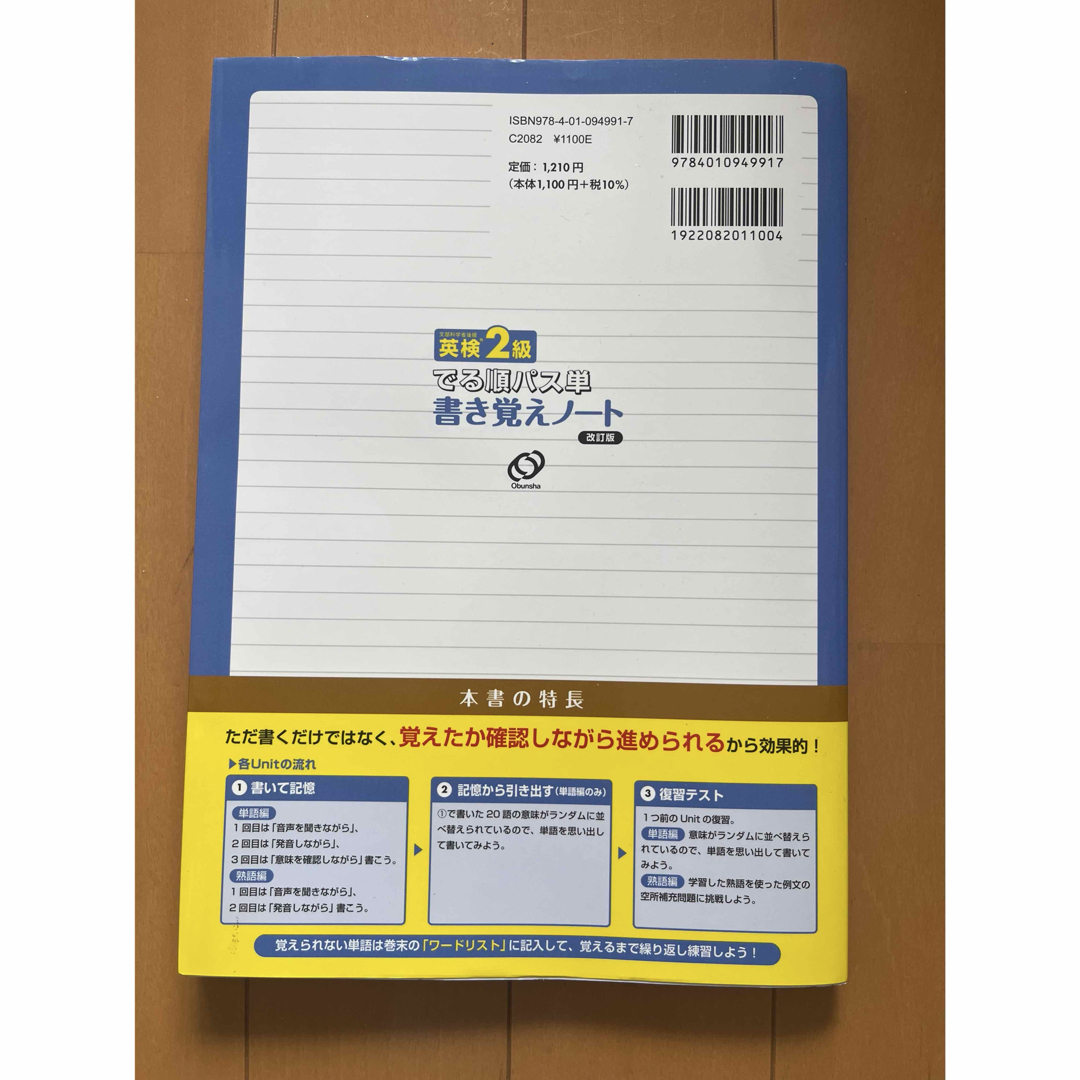 ISBN978-4-01-094991-7
C2082 ¥1100E
定価：1,210円
（本体1,100円＋税10%）
9784010949917
1922082011004
文部科学省後援
英検®2級
でる順パス単
書き覚えノート
改訂版
Obunsha
本書の特長
ただ書くだけではなく、覚えたか確認しながら進められるから効果的！
▶各Unitの流れ
1 書いて記憶
単語編
1回目は「音声を聞きながら」、
2回目は「発音しながら」、
3回目は「意味を確認しながら」書こう。
熟語編
1回目は「音声を聞きながら」、
2回目は「発音しながら」書こう。
2 記憶から引き出す（単語編のみ）
①で書いた20語の意味がランダムに並
べ替えられているので、単語を思い出し
て書いてみよう。
3 復習テスト
1つ前のUnitの復習。
単語編 意味がランダムに並べ替えら
れているので、単語を思い出して書いて
みよう。
熟語編 学習した熟語を使った例文の
空所補充問題に挑戦しよう。
覚えられない単語は巻末の「ワードリスト」に記入して、覚えるまで繰り返し練習しよう！